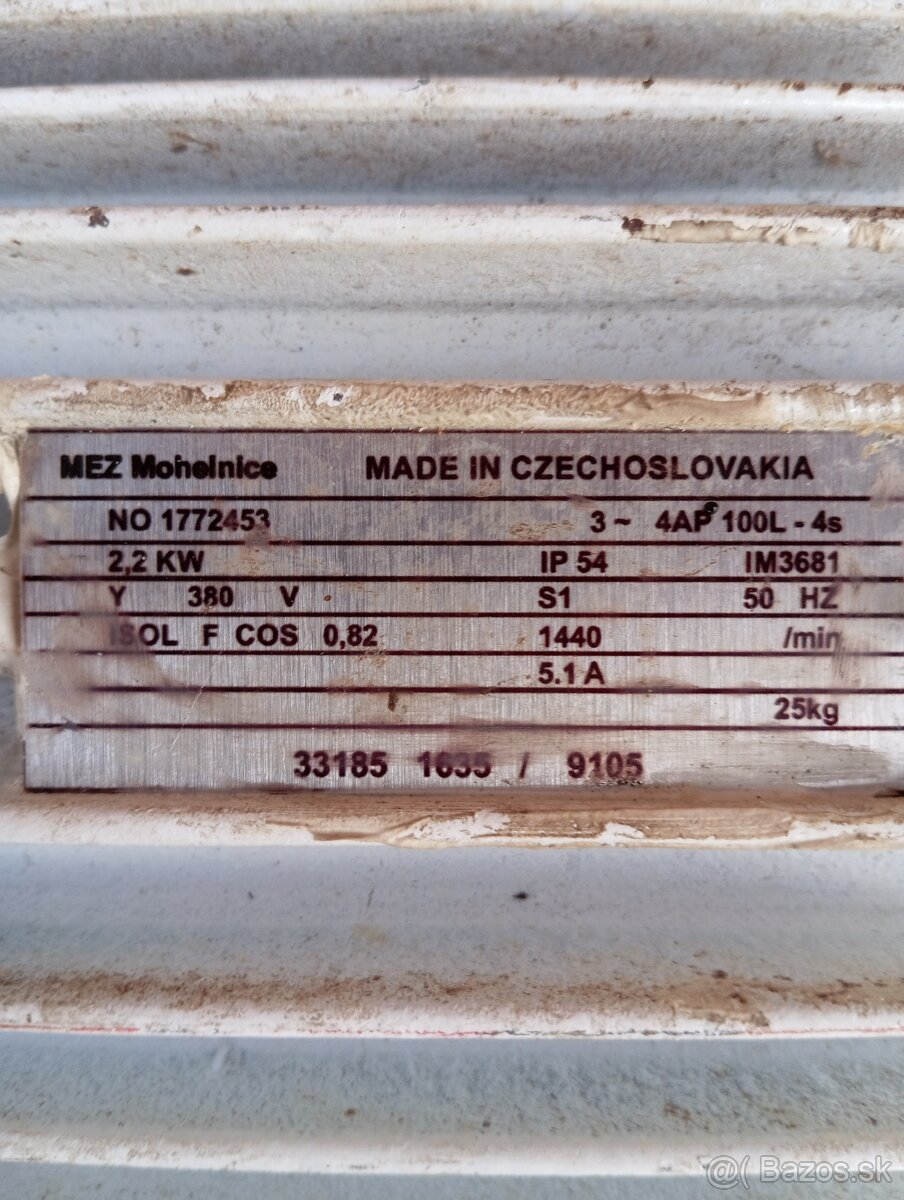 MEZ Mohelnice MADE IN CZECHOSLOVAKIA
NO 1772453 3 ~ 4AP 100L - 4s
2,2 KW IP 54 IM3681
Y 380 V S1 50 HZ
ISOL F COS 0,82 1440 /min
5.1 A
25kg
33185 1635 / 9105
@( Bazos.sk